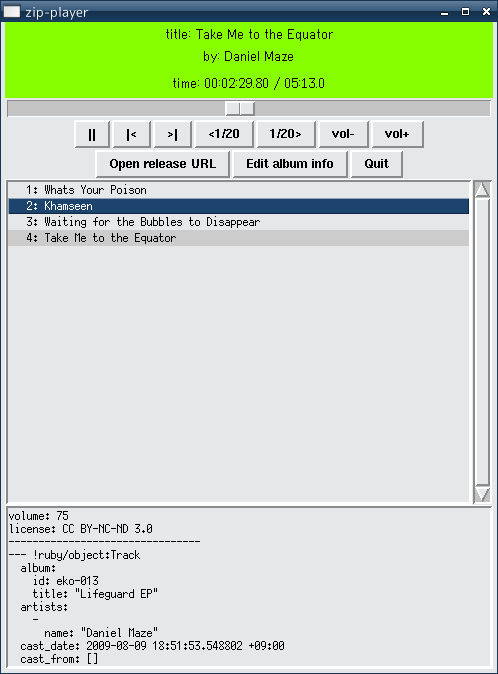 zip-player
title: Take Me to the Equator
by: Daniel Maze
time: 00:02:29.80 / 05:13.0
|| |< >| <1/20 1/20> vol- vol+
Open release URL Edit album info Quit
1: Whats Your Poison
2: Khamseen
3: Waiting for the Bubbles to Disappear
4: Take Me to the Equator
volume: 75
license: CC BY-NC-ND 3.0
--------------------------------
--- !ruby/object:Track
album:
id: eko-013
title: "Lifeguard EP"
artists:
-
name: "Daniel Maze"
cast_date: 2009-08-09 18:51:53.548802 +09:00
cast_from: []